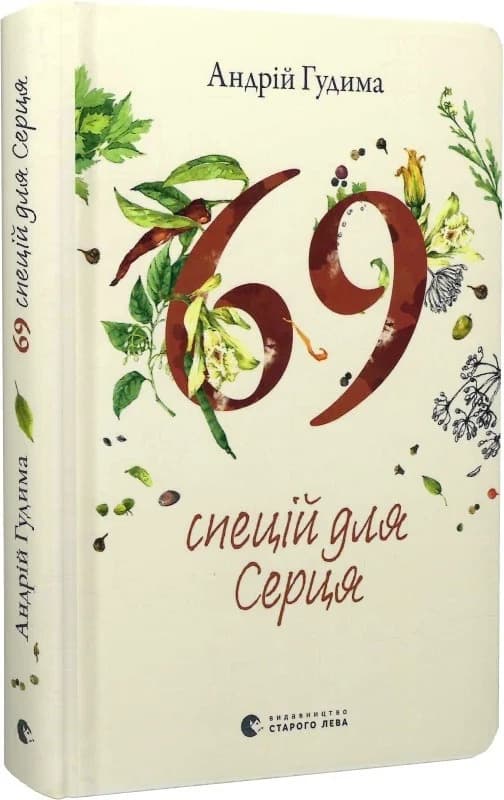 Андрій Гудима
69
спецій для
Серця
видавництво
СТАРОГО ЛЕВА
Андрій Гудима 69 спецій для Серця